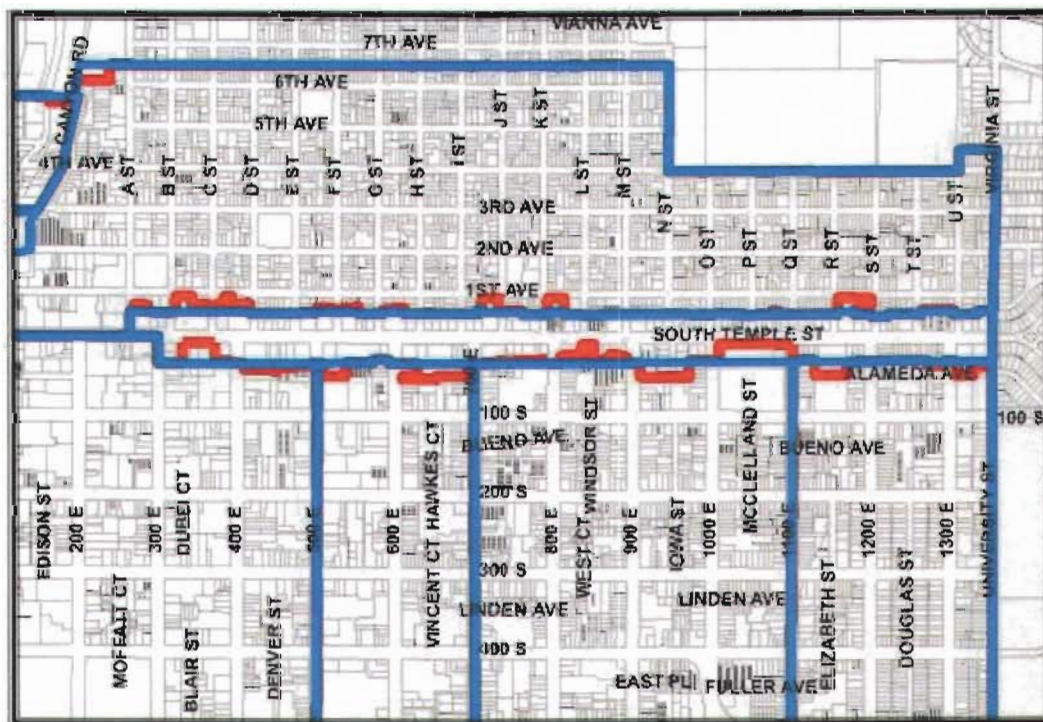 VIANNA AVE
7TH AVE
6TH AVE
5TH AVE
4TH AVE
A ST
B ST
C ST
D ST
E ST
F ST
G ST
H ST
I ST
J ST
K ST
L ST
M ST
N ST
O ST
P ST
Q ST
R ST
S ST
T ST
U ST
VIRGINIA ST
3RD AVE
2ND AVE
1ST AVE
SOUTH TEMPLE ST
ALAMEDA AVE
100 S
100 S
BUENO AVE
BUENO AVE
200 S
EDISON ST
200 E
300 E
400 E
600 E
VINCENT CT
HAWKES CT
800 E
WEST CT
WINDSOR ST
900 E
IOWA ST
1000 E
MCCLELLAND ST
1200 E
1300 E
UNIVERSITY ST
300 S
LINDEN AVE
LINDEN AVE
MOFFATT CT
BLAIR ST
DENVER ST
400 S
ELIZABETH ST
DOUGLAS ST
EAST PL
FULLER AVE